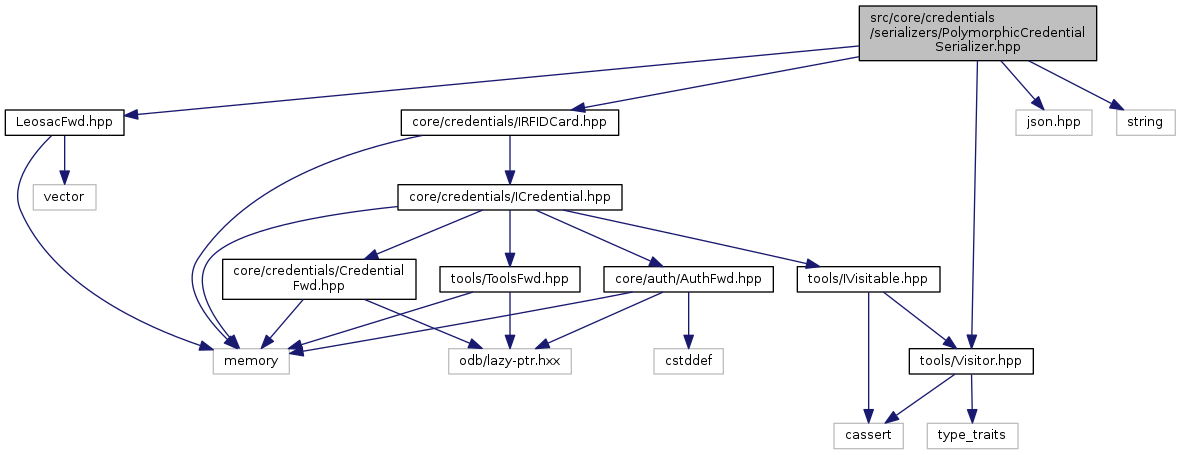 src/core/credentials
/serializers/PolymorphicCredential
Serializer.hpp
LeosacFwd.hpp
core/credentials/IRFIDCard.hpp
json.hpp
string
vector
core/credentials/ICredential.hpp
core/credentials/Credential
Fwd.hpp
tools/ToolsFwd.hpp
core/auth/AuthFwd.hpp
tools/IVisitable.hpp
memory
odb/lazy-ptr.hxx
cstddef
tools/Visitor.hpp
cassert
type_traits